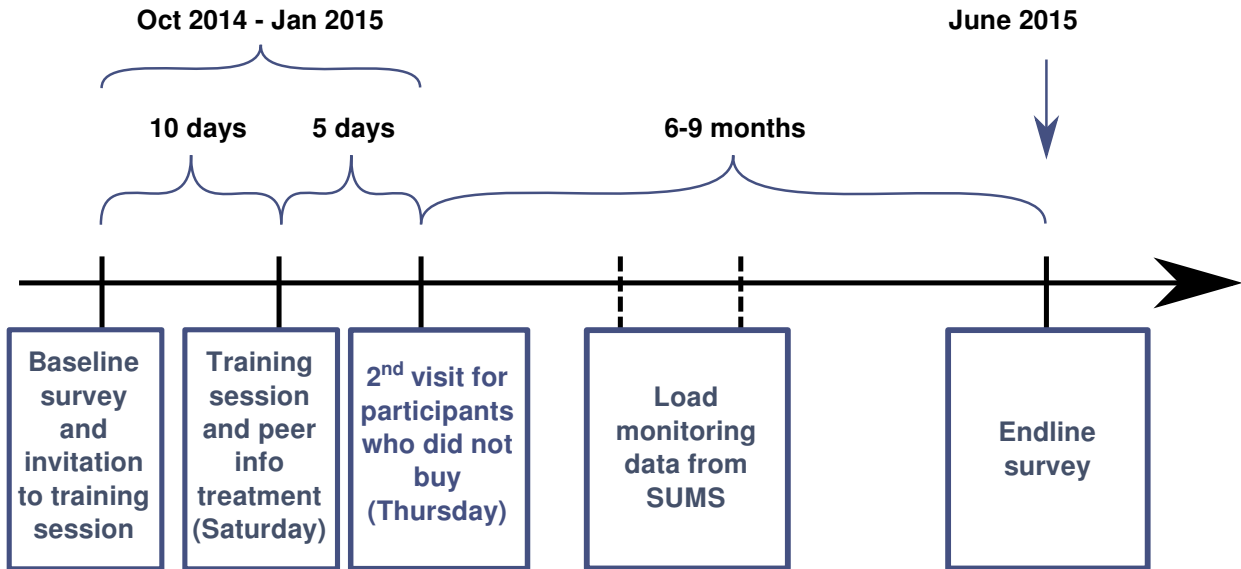 Oct 2014 - Jan 2015
June 2015
10 days
5 days
6-9 months
Baseline
survey
and
invitation
to training
session
Training
session
and peer
info
treatment
(Saturday)
2nd visit for
participants
who did not
buy
(Thursday)
Load
monitoring
data from
SUMS
Endline
survey